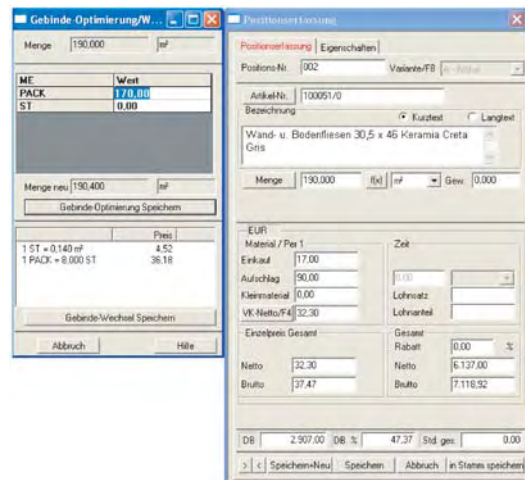 Gebinde-Optimierung/W...
Menge 190,000 m²
ME Wert
PACK 170,00
ST 0,00
Menge neu 190,400 m²
Gebinde-Optimierung Speichern
Preis
1 ST = 0,140 m² 4,52
1 PACK = 8,000 ST 36,18
Gebinde-Wechsel Speichern
Abbruch Hilfe
Positionserfassung
Positionserfassung Eigenschaften
Positions-Nr. 002 Variante/F8
Artikel-Nr. 100051/0
Bezeichnung Kurztext Langtext
Wand- u. Bodenfliesen 30,5 x 46 Keramia Creta
Gris
Menge 190,000 f(x) m² Gew. 0,000
EUR
Material / Per 1 Zeit
Einkauf 17,00
Aufschlag 90,00 0,00
Kleinmaterial 0,00 Lohnsatz
VK-Netto/F4 32,30 Lohnanteil
Einzelpreis Gesamt Gesamt
Rabatt 0,00 %
Netto 32,30 Netto 6.137,00
Brutto 37,47 Brutto 7.118,92
DB 2.907,00 DB % 47,37 Std. ges. 0,00
> < Speichern+Neu Speichern Abbruch in Stamm speichern